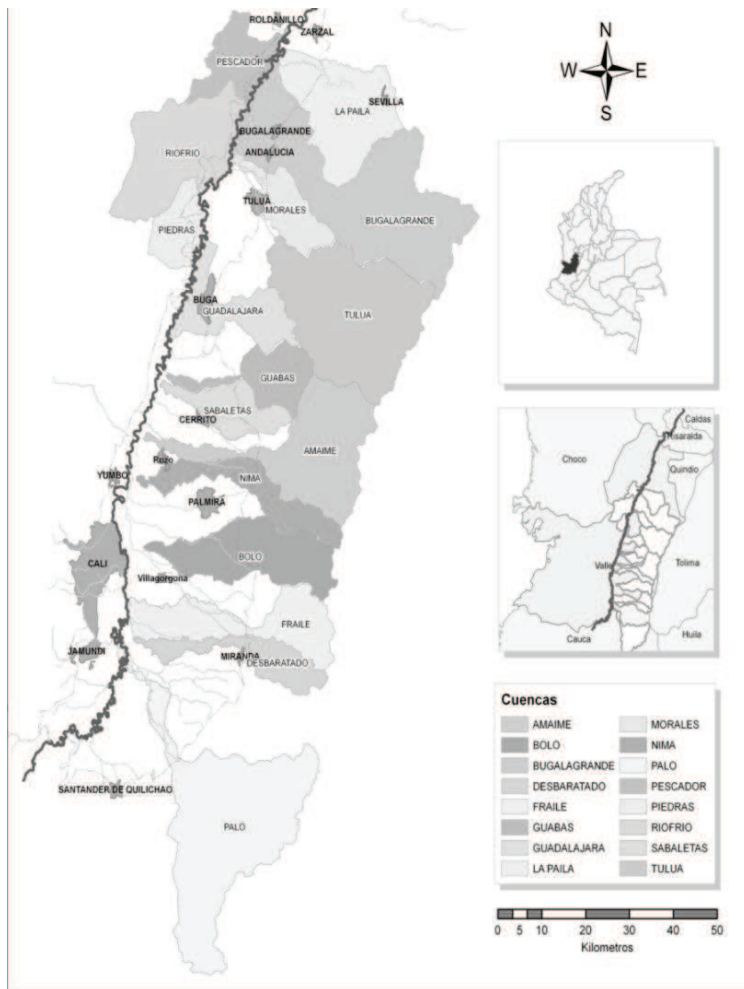 ROLDANILLO
ZARZAL
PESCADOR
LA PAILA
SEVILLA
BUGALAGRANDE
ANDALUCIA
RIOFRIO
TULUA
MORALES
PIEDRAS
BUGALAGRANDE
BUGA
GUADALAJARA
TULUA
GUABAS
SABALETAS
CERRITO
AMAIME
Rozo
YUMBO
NIMA
PALMIRA
BOLO
CALI
Villagorgona
FRAILE
JAMUNDI
MIRANDA
DESBARATADO
SANTANDER DE QUILICHAO
PALO
N
W E
S
Caldas
Risaralda
Choco
Quindio
Valle
Tolima
Cauca
Huila
Cuencas
AMAIME
BOLO
BUGALAGRANDE
DESBARATADO
FRAILE
GUABAS
GUADALAJARA
LA PAILA
MORALES
NIMA
PALO
PESCADOR
PIEDRAS
RIOFRIO
SABALETAS
TULUA
0 5 10 20 30 40 50
Kilometros